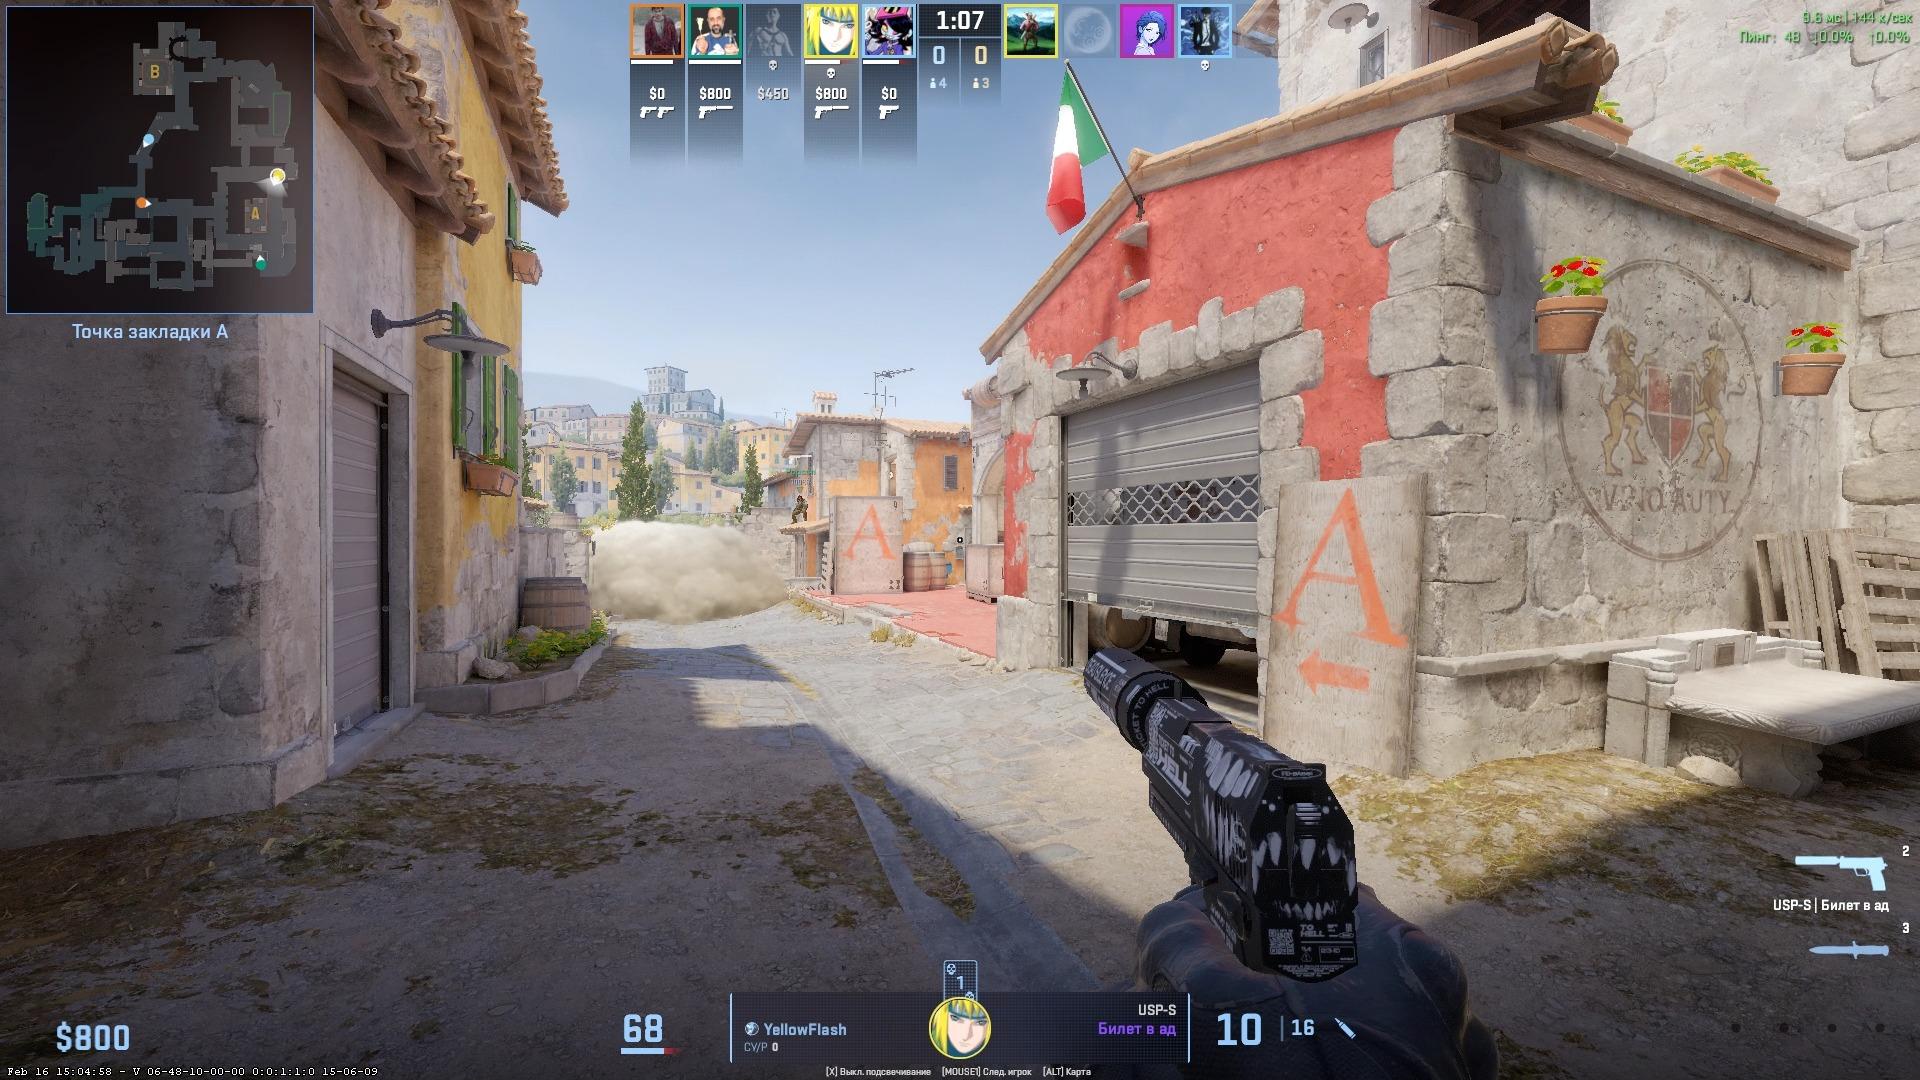 1:07
9.6 мс | 144 к/сек
Пинг: 48 ↓0.0% ↑0.0%
0 0
4 3
$0 $800 $450 $800 $0
B
A
Точка закладки А
A
A
2
USP-S | Билет в ад
3
1
$800
68
YellowFlash
СУ/Р 0
USP-S
Билет в ад
10 | 16
[X] Выкл. подсвечивание [MOUSE1] След. игрок [ALT] Карта
Feb 16 15:04:58 - V 06-48-10-00-00 0:0:1:1:0 15-06-09
TO HELL